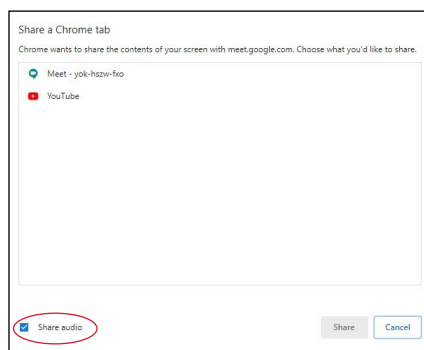 Share a Chrome tab
Chrome wants to share the contents of your screen with meet.google.com. Choose what you'd like to share.
Meet - yok-hszw-fxo
YouTube
Share audio
Share
Cancel